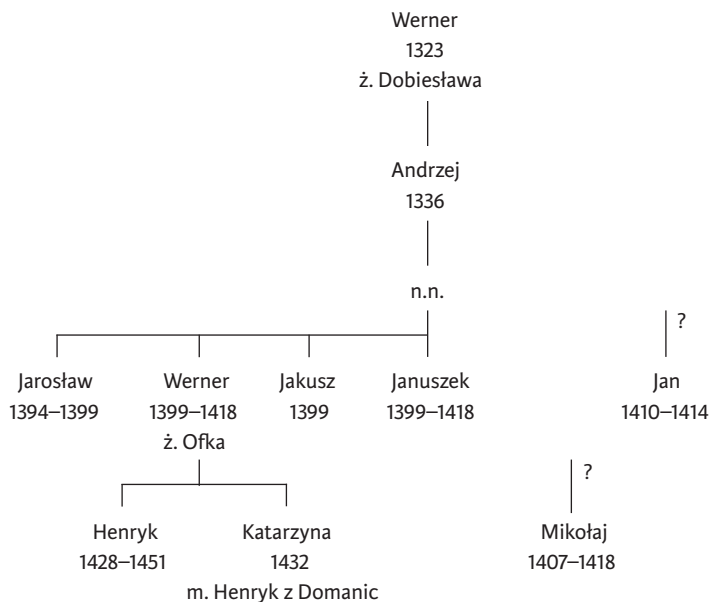 Werner
1323
ż. Dobiesława
Andrzej
1336
n.n.
?
Jarosław Werner Jakusz Januszek Jan
1394–1399 1399–1418 1399 1399–1418 1410–1414
ż. Ofka
?
Henryk Katarzyna Mikołaj
1428–1451 1432 1407–1418
m. Henryk z Domanic